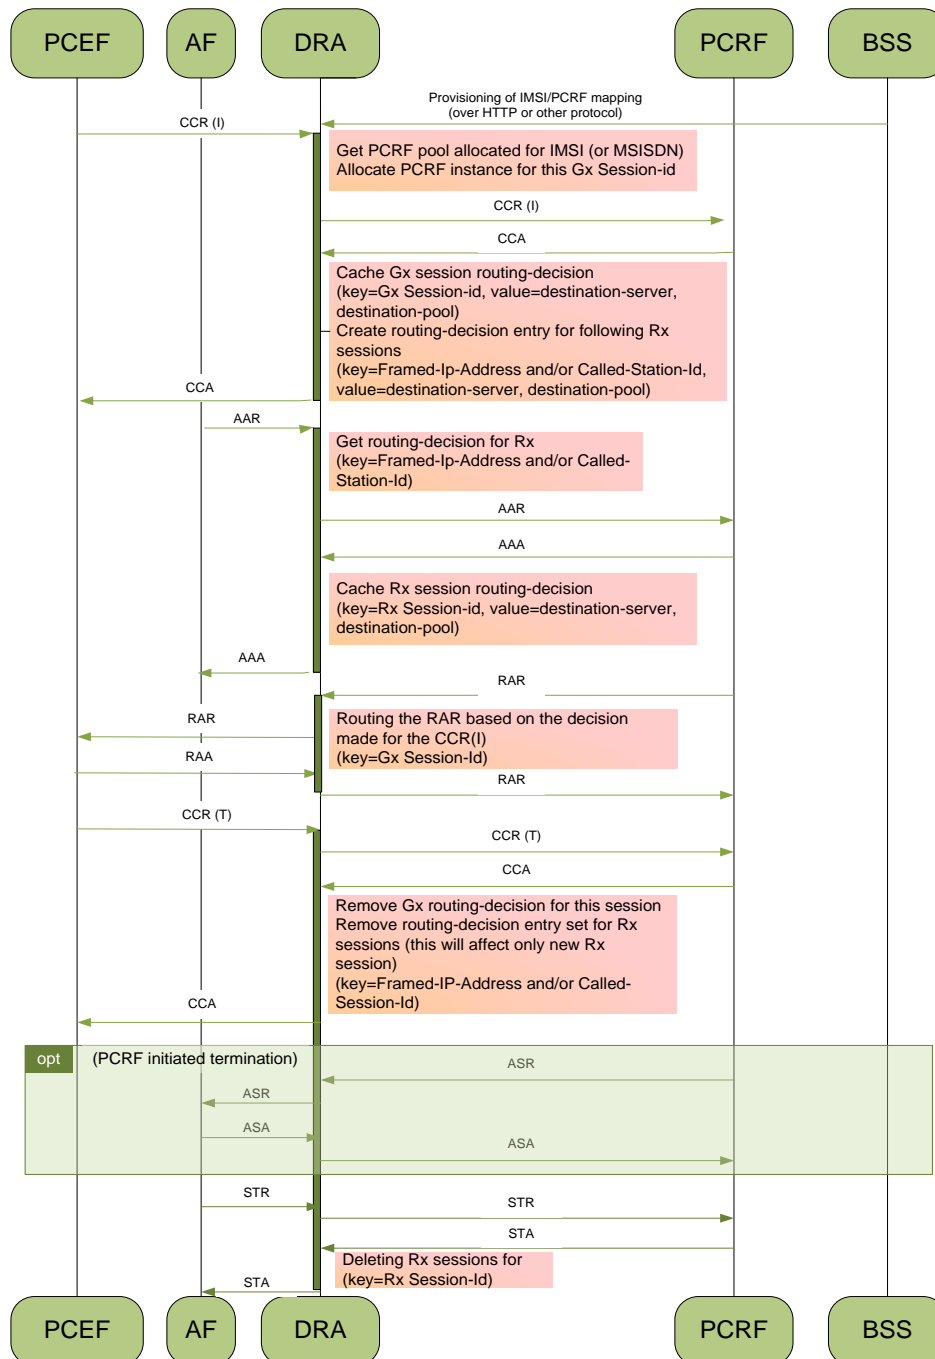 PCEF
AF
DRA
PCRF
BSS
Provisioning of IMSI/PCRF mapping
(over HTTP or other protocol)
CCR (I)
Get PCRF pool allocated for IMSI (or MSISDN)
Allocate PCRF instance for this Gx Session-id
CCR (I)
CCA
Cache Gx session routing-decision
(key=Gx Session-id, value=destination-server,
destination-pool)
Create routing-decision entry for following Rx
sessions
(key=Framed-Ip-Address and/or Called-Station-Id,
value=destination-server, destination-pool)
CCA
AAR
Get routing-decision for Rx
(key=Framed-Ip-Address and/or Called-
Station-Id)
AAR
AAA
Cache Rx session routing-decision
(key=Rx Session-id, value=destination-server,
destination-pool)
AAA
RAR
Routing the RAR based on the decision
made for the CCR(I)
(key=Gx Session-Id)
RAR
RAA
RAR
CCR (T)
CCR (T)
CCA
Remove Gx routing-decision for this session
Remove routing-decision entry set for Rx
sessions (this will affect only new Rx
session)
(key=Framed-IP-Address and/or Called-
Session-Id)
CCA
opt
(PCRF initiated termination)
ASR
ASR
ASA
ASA
STR
STR
STA
Deleting Rx sessions for
(key=Rx Session-Id)
STA
PCEF
AF
DRA
PCRF
BSS